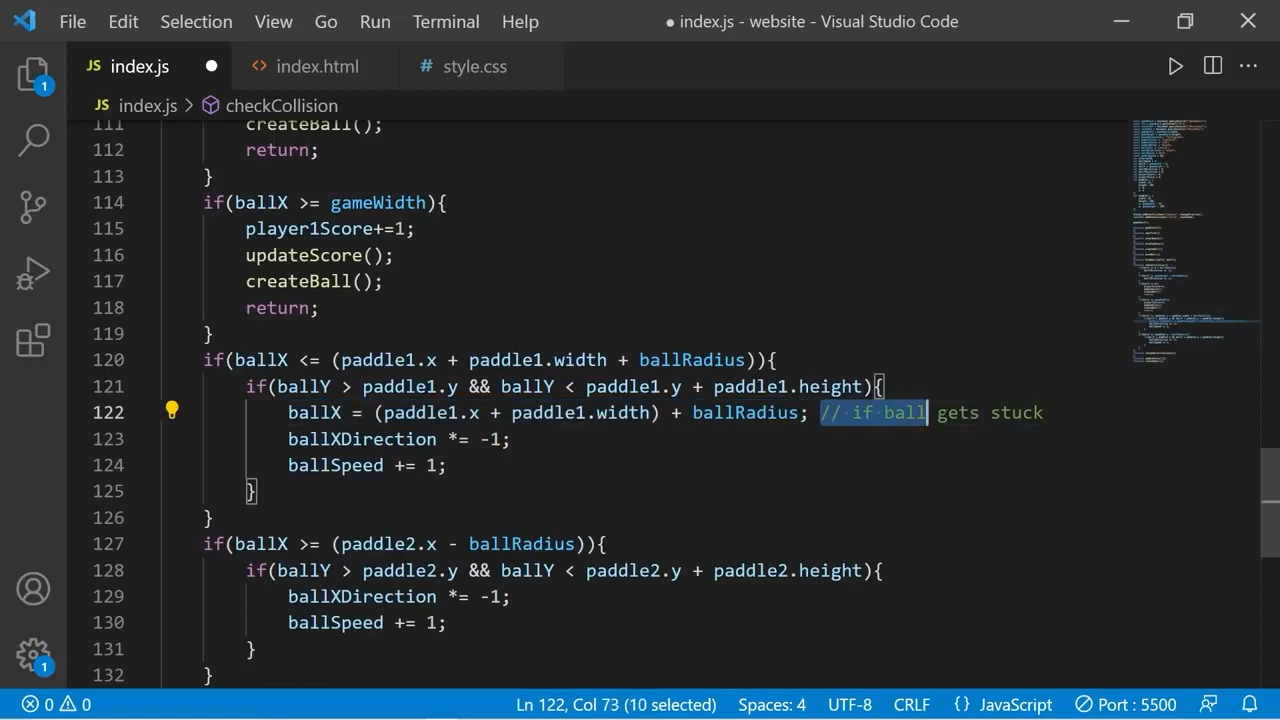 File Edit Selection View Go Run Terminal Help ● index.js - website - Visual Studio Code
JS index.js <> index.html # style.css
JS index.js > checkCollision
111 createBall();
112 return;
113 }
114 if(ballX >= gameWidth){
115 player1Score+=1;
116 updateScore();
117 createBall();
118 return;
119 }
120 if(ballX <= (paddle1.x + paddle1.width + ballRadius)){
121 if(ballY > paddle1.y && ballY < paddle1.y + paddle1.height){
122 ballX = (paddle1.x + paddle1.width) + ballRadius; // if ball gets stuck
123 ballXDirection *= -1;
124 ballSpeed += 1;
125 }
126 }
127 if(ballX >= (paddle2.x - ballRadius)){
128 if(ballY > paddle2.y && ballY < paddle2.y + paddle2.height){
129 ballXDirection *= -1;
130 ballSpeed += 1;
131 }
132 }
1
1
0 0 Ln 122, Col 73 (10 selected) Spaces: 4 UTF-8 CRLF {} JavaScript Port : 5500